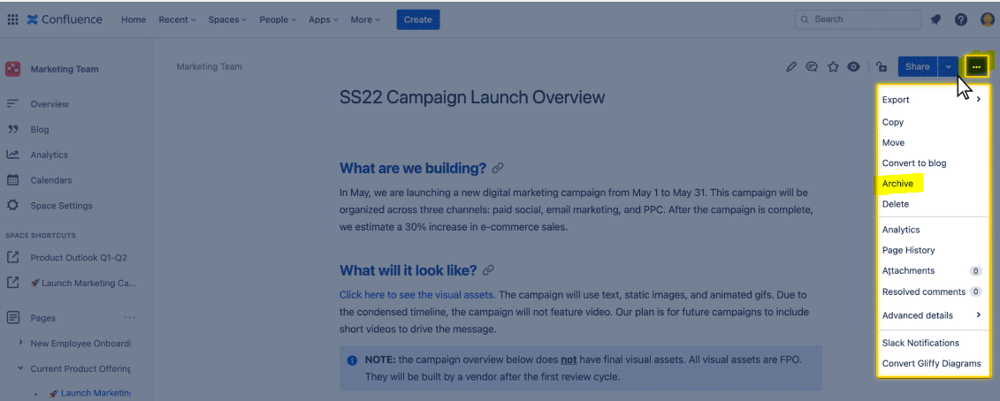 Confluence Home Recent Spaces People Apps More Create Search
Marketing Team
Overview
Blog
Analytics
Calendars
Space Settings
SPACE SHORTCUTS
Product Outlook Q1-Q2
🚀 Launch Marketing Ca...
Pages ...
New Employee Onboardi
Current Product Offering
🚀 Launch Marketin
Marketing Team
Share
SS22 Campaign Launch Overview
What are we building?
In May, we are launching a new digital marketing campaign from May 1 to May 31. This campaign will be
organized across three channels: paid social, email marketing, and PPC. After the campaign is complete,
we estimate a 30% increase in e-commerce sales.
What will it look like?
Click here to see the visual assets. The campaign will use text, static images, and animated gifs. Due to
the condensed timeline, the campaign will not feature video. Our plan is for future campaigns to include
short videos to drive the message.
NOTE: the campaign overview below does not have final visual assets. All visual assets are FPO.
They will be built by a vendor after the first review cycle.
Export
Copy
Move
Convert to blog
Archive
Delete
Analytics
Page History
Attachments 0
Resolved comments 0
Advanced details
Slack Notifications
Convert Gliffy Diagrams